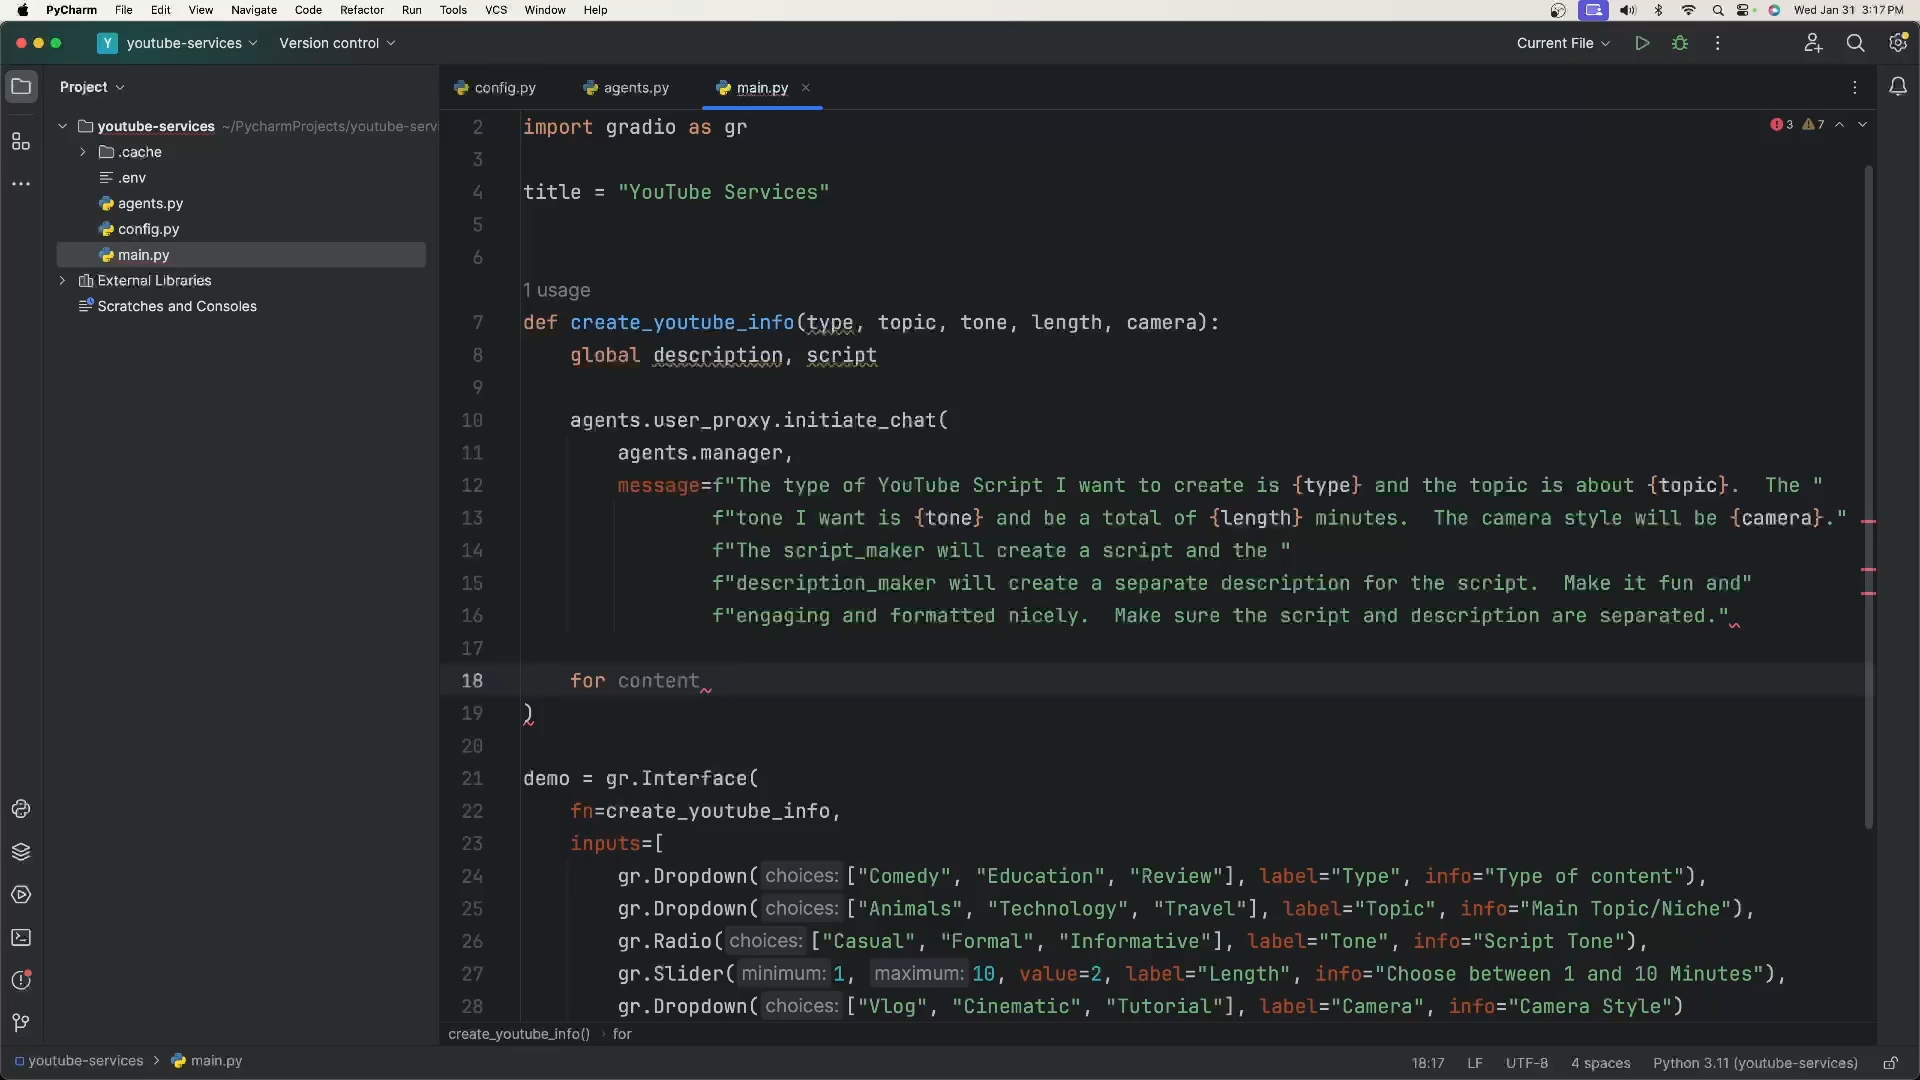 PyCharm File Edit View Navigate Code Refactor Run Tools VCS Window Help Wed Jan 31 3:17 PM
Y youtube-services Version control Current File
Project
config.py agents.py main.py
youtube-services ~/PycharmProjects/youtube-servi
.cache
.env
agents.py
config.py
main.py
External Libraries
Scratches and Consoles
3 7
2 import gradio as gr
3
4 title = "YouTube Services"
5
6
1 usage
7 def create_youtube_info(type, topic, tone, length, camera):
8 global description, script
9
10 agents.user_proxy.initiate_chat(
11 agents.manager,
12 message=f"The type of YouTube Script I want to create is {type} and the topic is about {topic}.  The "
13 f"tone I want is {tone} and be a total of {length} minutes.  The camera style will be {camera}."
14 f"The script_maker will create a script and the "
15 f"description_maker will create a separate description for the script.  Make it fun and"
16 f"engaging and formatted nicely.  Make sure the script and description are separated."
17
18 for content
19 )
20
21 demo = gr.Interface(
22 fn=create_youtube_info,
23 inputs=[
24 gr.Dropdown( choices: ["Comedy", "Education", "Review"], label="Type", info="Type of content"),
25 gr.Dropdown( choices: ["Animals", "Technology", "Travel"], label="Topic", info="Main Topic/Niche"),
26 gr.Radio( choices: ["Casual", "Formal", "Informative"], label="Tone", info="Script Tone"),
27 gr.Slider( minimum: 1, maximum: 10, value=2, label="Length", info="Choose between 1 and 10 Minutes"),
28 gr.Dropdown( choices: ["Vlog", "Cinematic", "Tutorial"], label="Camera", info="Camera Style")
create_youtube_info() › for
youtube-services › main.py 18:17 LF UTF-8 4 spaces Python 3.11 (youtube-services)